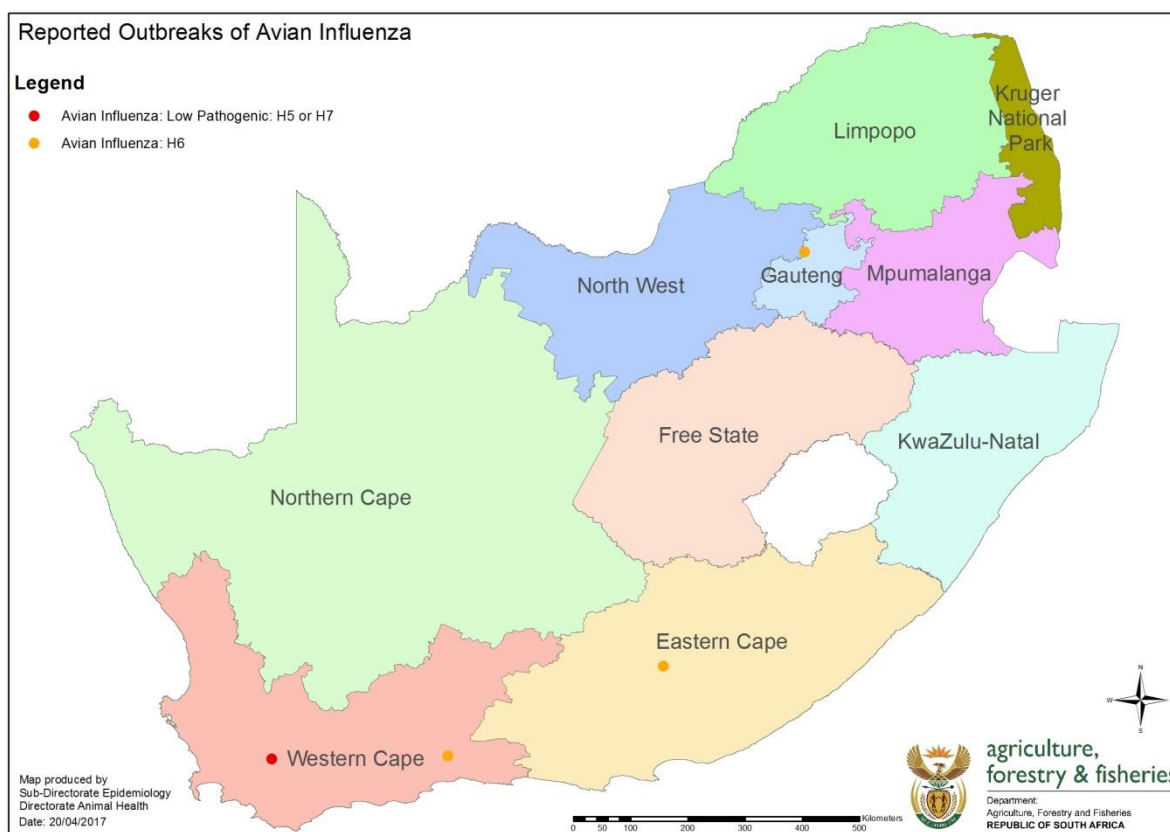 Reported Outbreaks of Avian Influenza
Legend
Avian Influenza: Low Pathogenic: H5 or H7
Avian Influenza: H6
Limpopo
Kruger
National
Park
North West
Gauteng
Mpumalanga
Free State
KwaZulu-Natal
Northern Cape
Eastern Cape
Western Cape
N
W
S
Map produced by
Sub-Directorate Epidemiology
Directorate Animal Health
Date: 20/04/2017
Kilometers
0 50 100 200 300 400 500
agriculture,
forestry & fisheries
Department:
Agriculture, Forestry and Fisheries
REPUBLIC OF SOUTH AFRICA